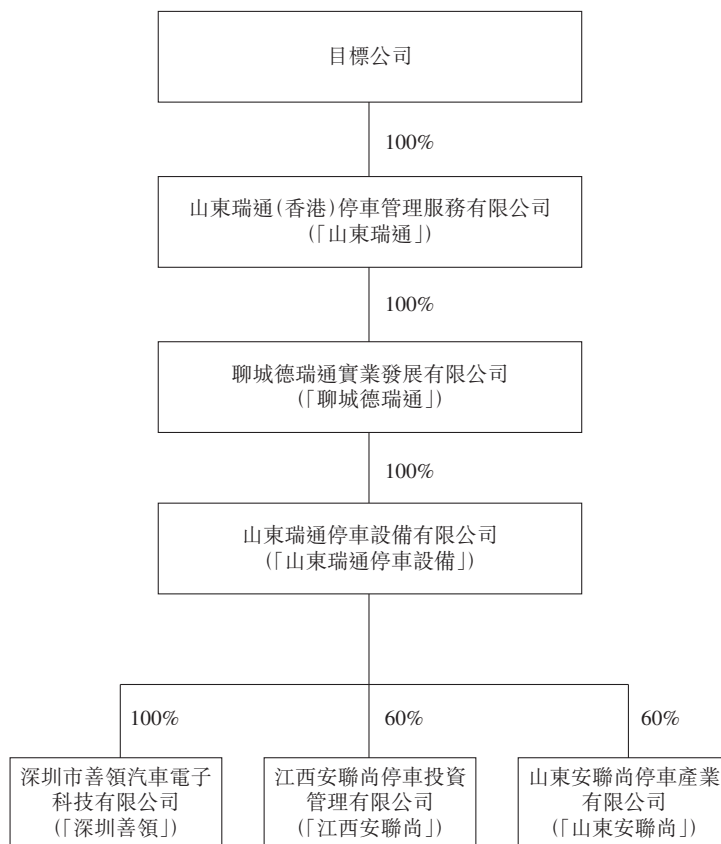 目標公司
100%
山東瑞通(香港)停車管理服務有限公司
(「山東瑞通」)
100%
聊城德瑞通實業發展有限公司
(「聊城德瑞通」)
100%
山東瑞通停車設備有限公司
(「山東瑞通停車設備」)
100%
60%
60%
深圳市善領汽車電子
科技有限公司
(「深圳善領」)
江西安聯尚停車投資
管理有限公司
(「江西安聯尚」)
山東安聯尚停車產業
有限公司
(「山東安聯尚」)